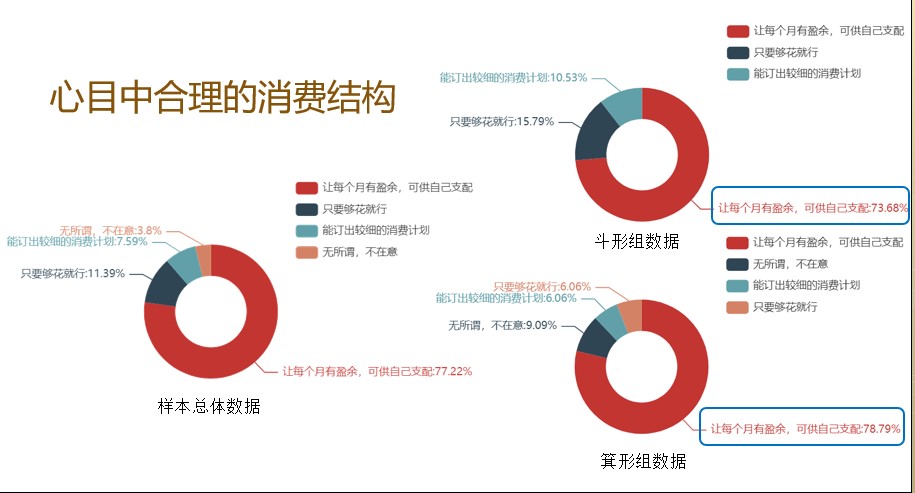 心目中合理的消费结构
让每个月有盈余，可供自己支配
只要够花就行
能订出较细的消费计划
无所谓，不在意
无所谓，不在意:3.8%
能订出较细的消费计划:7.59%
只要够花就行:11.39%
让每个月有盈余，可供自己支配:77.22%
样本总体数据
让每个月有盈余，可供自己支配
只要够花就行
能订出较细的消费计划
能订出较细的消费计划:10.53%
只要够花就行:15.79%
让每个月有盈余，可供自己支配:73.68%
斗形组数据
让每个月有盈余，可供自己支配
无所谓，不在意
能订出较细的消费计划
只要够花就行
只要够花就行:6.06%
能订出较细的消费计划:6.06%
无所谓，不在意:9.09%
让每个月有盈余，可供自己支配:78.79%
箕形组数据